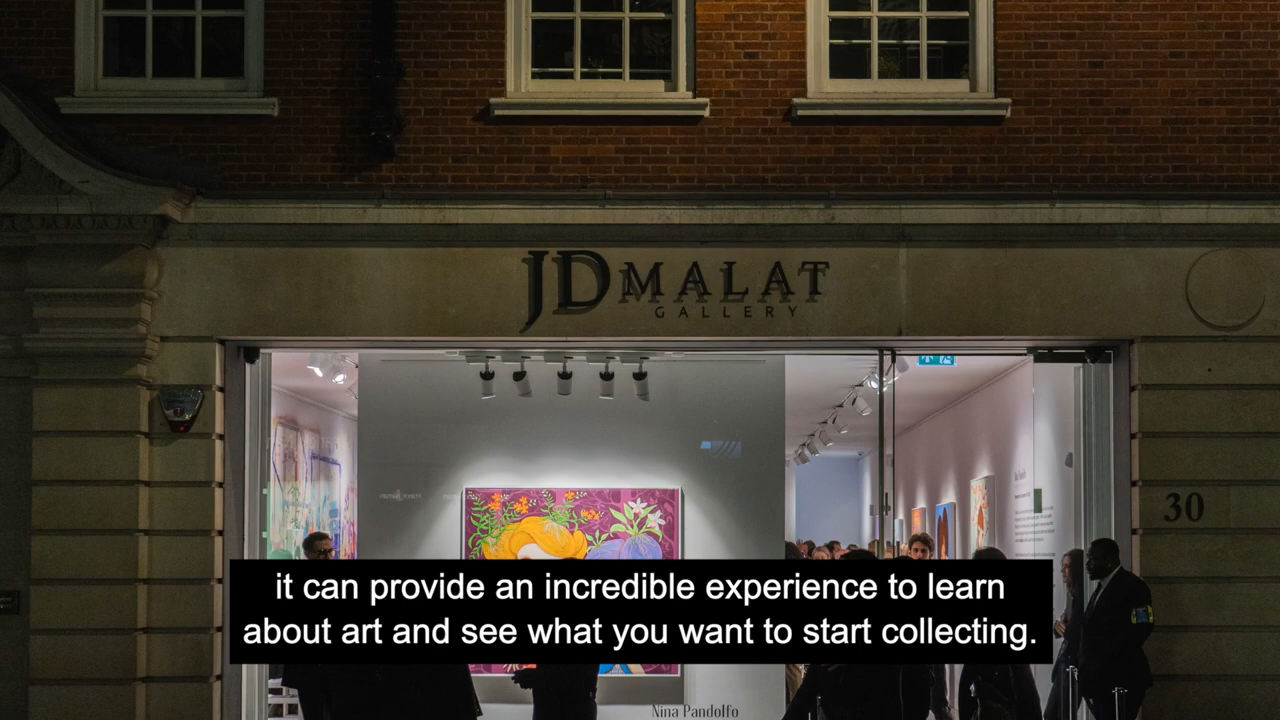 JD MALAT
GALLERY
30
it can provide an incredible experience to learn
about art and see what you want to start collecting.
Nina Pandolfo